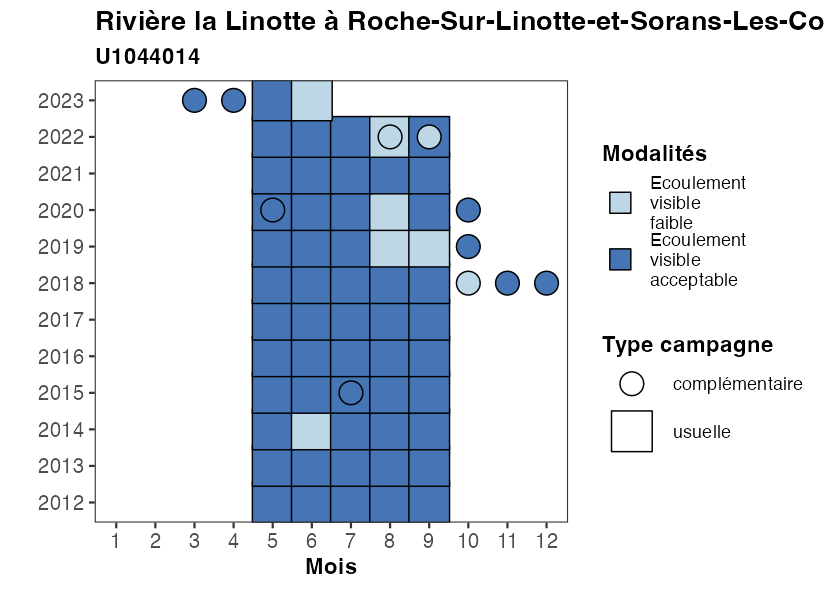 Rivière la Linotte à Roche-Sur-Linotte-et-Sorans-Les-Co
U1044014
2023
2022
2021
2020
2019
2018
2017
2016
2015
2014
2013
2012
1 2 3 4 5 6 7 8 9 10 11 12
Mois
Modalités
Ecoulement
visible
faible
Ecoulement
visible
acceptable
Type campagne
complémentaire
usuelle